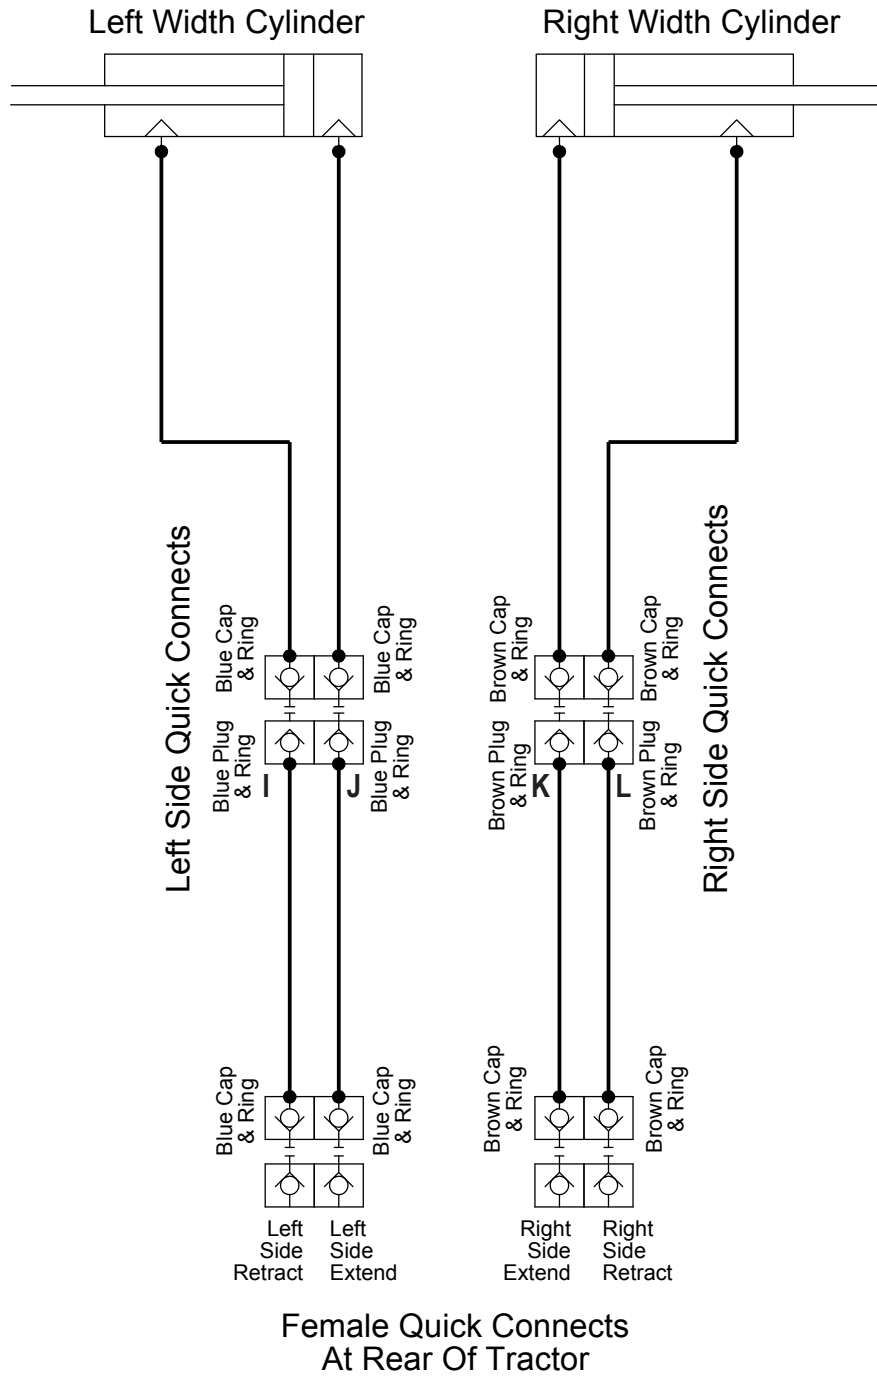 Left Width Cylinder
Right Width Cylinder
Left Side Quick Connects
Blue Cap
& Ring
Blue Cap
& Ring
Brown Cap
& Ring
Brown Cap
& Ring
Right Side Quick Connects
Blue Plug
& Ring
I
J
Blue Plug
& Ring
Brown Plug
& Ring
K
L
Brown Plug
& Ring
Blue Cap
& Ring
Blue Cap
& Ring
Brown Cap
& Ring
Brown Cap
& Ring
Left
Side
Retract
Left
Side
Extend
Right
Side
Extend
Right
Side
Retract
Female Quick Connects
At Rear Of Tractor